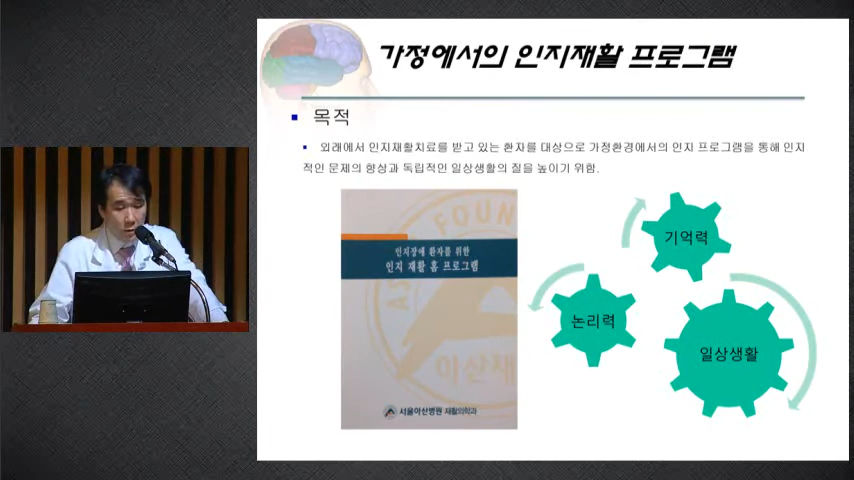 가정에서의 인지재활 프로그램
목적
외래에서 인지재활치료를 받고 있는 환자를 대상으로 가정환경에서의 인지 프로그램을 통해 인지
적인 문제의 향상과 독립적인 일상생활의 질을 높이기 위함.
FOUN
인지장애 환자를 위한
인지 재활 홈 프로그램
아산재
서울아산병원 재활의학과
기억력
논리력
일상생활